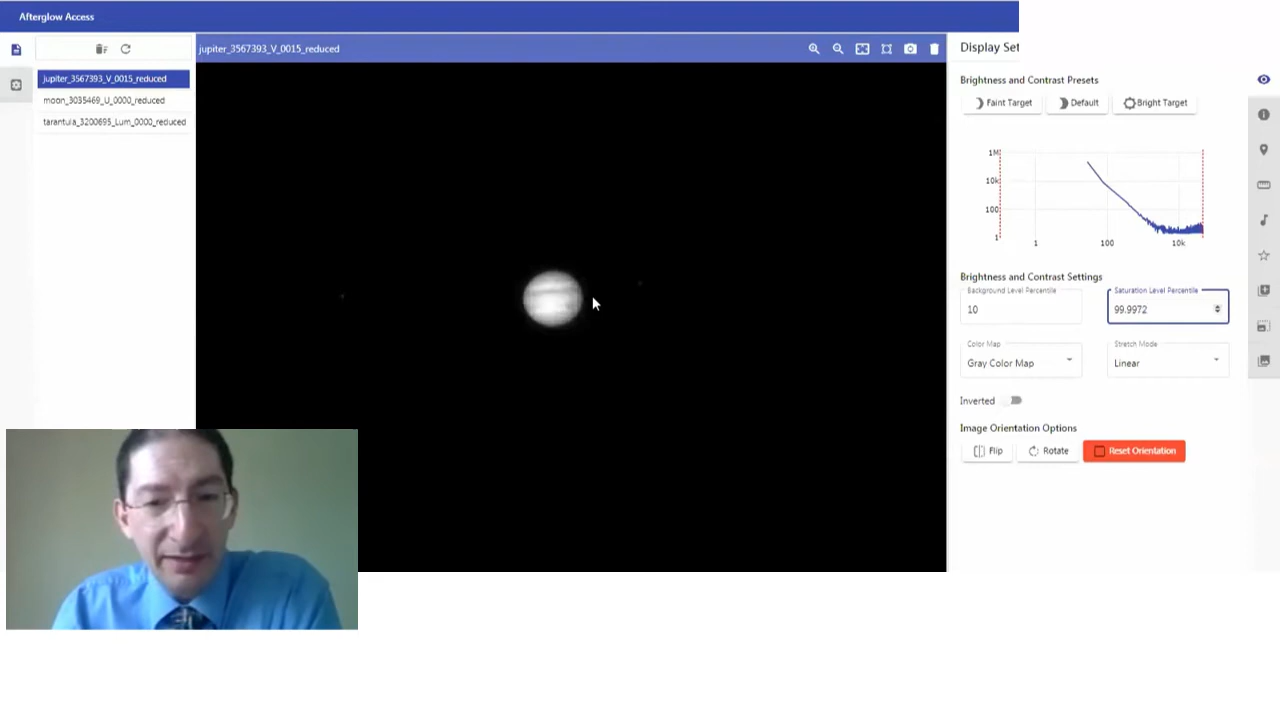 Afterglow Access
jupiter_3567393_V_0015_reduced
Display Set
jupiter_3567393_V_0015_reduced
moon_3035469_U_0000_reduced
tarantula_3200695_Lum_0000_reduced
Brightness and Contrast Presets
Faint Target
Default
Bright Target
1M
10k
100
1
1
100
10k
Brightness and Contrast Settings
Background Level Percentile
10
Saturation Level Percentile
99.9972
Color Map
Gray Color Map
Stretch Mode
Linear
Inverted
Image Orientation Options
Flip
Rotate
Reset Orientation